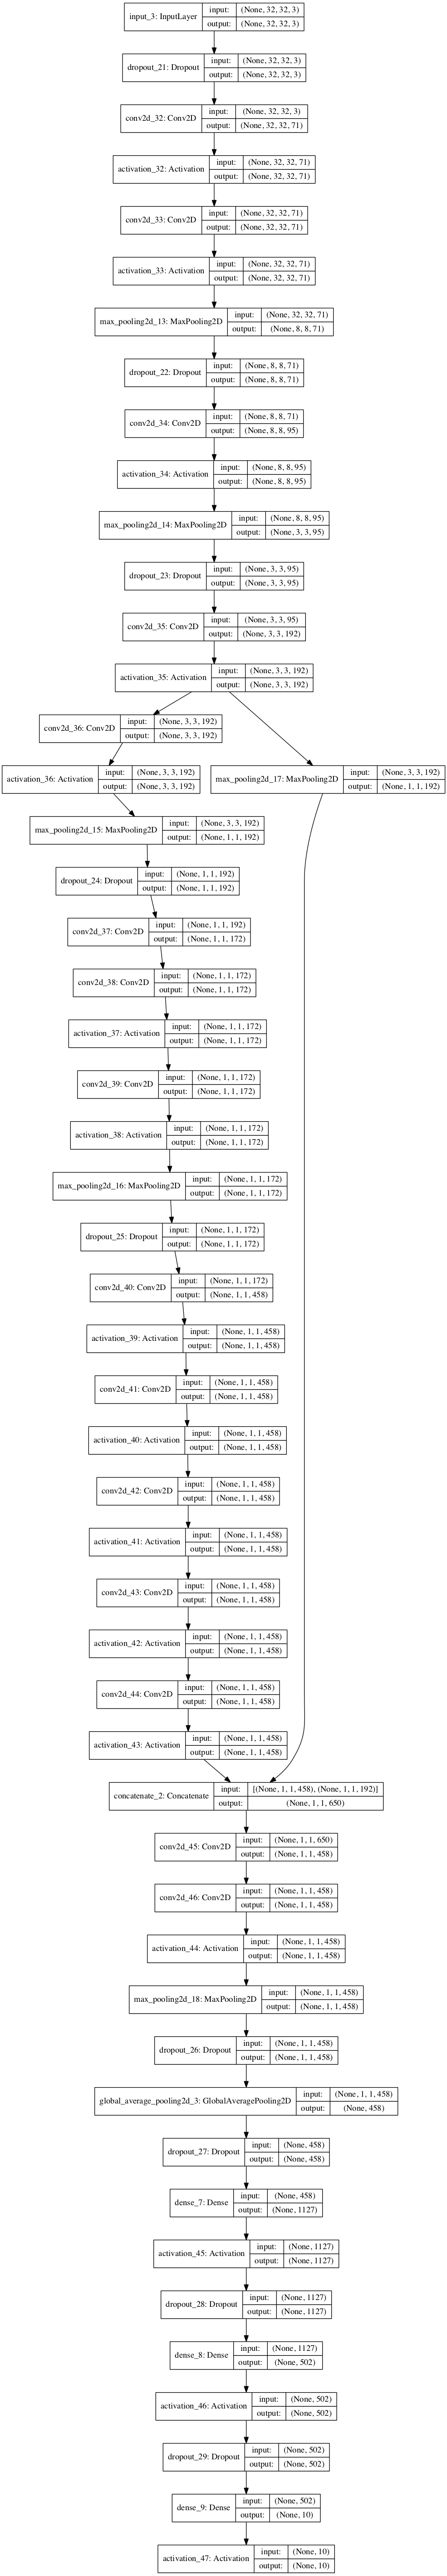 input_3: InputLayer input: (None, 32, 32, 3)
output: (None, 32, 32, 3)
dropout_21: Dropout input: (None, 32, 32, 3)
output: (None, 32, 32, 3)
conv2d_32: Conv2D input: (None, 32, 32, 3)
output: (None, 32, 32, 71)
activation_32: Activation input: (None, 32, 32, 71)
output: (None, 32, 32, 71)
conv2d_33: Conv2D input: (None, 32, 32, 71)
output: (None, 32, 32, 71)
activation_33: Activation input: (None, 32, 32, 71)
output: (None, 32, 32, 71)
max_pooling2d_13: MaxPooling2D input: (None, 32, 32, 71)
output: (None, 8, 8, 71)
dropout_22: Dropout input: (None, 8, 8, 71)
output: (None, 8, 8, 71)
conv2d_34: Conv2D input: (None, 8, 8, 71)
output: (None, 8, 8, 95)
activation_34: Activation input: (None, 8, 8, 95)
output: (None, 8, 8, 95)
max_pooling2d_14: MaxPooling2D input: (None, 8, 8, 95)
output: (None, 3, 3, 95)
dropout_23: Dropout input: (None, 3, 3, 95)
output: (None, 3, 3, 95)
conv2d_35: Conv2D input: (None, 3, 3, 95)
output: (None, 3, 3, 192)
activation_35: Activation input: (None, 3, 3, 192)
output: (None, 3, 3, 192)
conv2d_36: Conv2D input: (None, 3, 3, 192)
output: (None, 3, 3, 192)
activation_36: Activation input: (None, 3, 3, 192)
output: (None, 3, 3, 192)
max_pooling2d_17: MaxPooling2D input: (None, 3, 3, 192)
output: (None, 1, 1, 192)
max_pooling2d_15: MaxPooling2D input: (None, 3, 3, 192)
output: (None, 1, 1, 192)
dropout_24: Dropout input: (None, 1, 1, 192)
output: (None, 1, 1, 192)
conv2d_37: Conv2D input: (None, 1, 1, 192)
output: (None, 1, 1, 172)
conv2d_38: Conv2D input: (None, 1, 1, 172)
output: (None, 1, 1, 172)
activation_37: Activation input: (None, 1, 1, 172)
output: (None, 1, 1, 172)
conv2d_39: Conv2D input: (None, 1, 1, 172)
output: (None, 1, 1, 172)
activation_38: Activation input: (None, 1, 1, 172)
output: (None, 1, 1, 172)
max_pooling2d_16: MaxPooling2D input: (None, 1, 1, 172)
output: (None, 1, 1, 172)
dropout_25: Dropout input: (None, 1, 1, 172)
output: (None, 1, 1, 172)
conv2d_40: Conv2D input: (None, 1, 1, 172)
output: (None, 1, 1, 458)
activation_39: Activation input: (None, 1, 1, 458)
output: (None, 1, 1, 458)
conv2d_41: Conv2D input: (None, 1, 1, 458)
output: (None, 1, 1, 458)
activation_40: Activation input: (None, 1, 1, 458)
output: (None, 1, 1, 458)
conv2d_42: Conv2D input: (None, 1, 1, 458)
output: (None, 1, 1, 458)
activation_41: Activation input: (None, 1, 1, 458)
output: (None, 1, 1, 458)
conv2d_43: Conv2D input: (None, 1, 1, 458)
output: (None, 1, 1, 458)
activation_42: Activation input: (None, 1, 1, 458)
output: (None, 1, 1, 458)
conv2d_44: Conv2D input: (None, 1, 1, 458)
output: (None, 1, 1, 458)
activation_43: Activation input: (None, 1, 1, 458)
output: (None, 1, 1, 458)
concatenate_2: Concatenate input: [(None, 1, 1, 458), (None, 1, 1, 192)]
output: (None, 1, 1, 650)
conv2d_45: Conv2D input: (None, 1, 1, 650)
output: (None, 1, 1, 458)
conv2d_46: Conv2D input: (None, 1, 1, 458)
output: (None, 1, 1, 458)
activation_44: Activation input: (None, 1, 1, 458)
output: (None, 1, 1, 458)
max_pooling2d_18: MaxPooling2D input: (None, 1, 1, 458)
output: (None, 1, 1, 458)
dropout_26: Dropout input: (None, 1, 1, 458)
output: (None, 1, 1, 458)
global_average_pooling2d_3: GlobalAveragePooling2D input: (None, 1, 1, 458)
output: (None, 458)
dropout_27: Dropout input: (None, 458)
output: (None, 458)
dense_7: Dense input: (None, 458)
output: (None, 1127)
activation_45: Activation input: (None, 1127)
output: (None, 1127)
dropout_28: Dropout input: (None, 1127)
output: (None, 1127)
dense_8: Dense input: (None, 1127)
output: (None, 502)
activation_46: Activation input: (None, 502)
output: (None, 502)
dropout_29: Dropout input: (None, 502)
output: (None, 502)
dense_9: Dense input: (None, 502)
output: (None, 10)
activation_47: Activation input: (None, 10)
output: (None, 10)